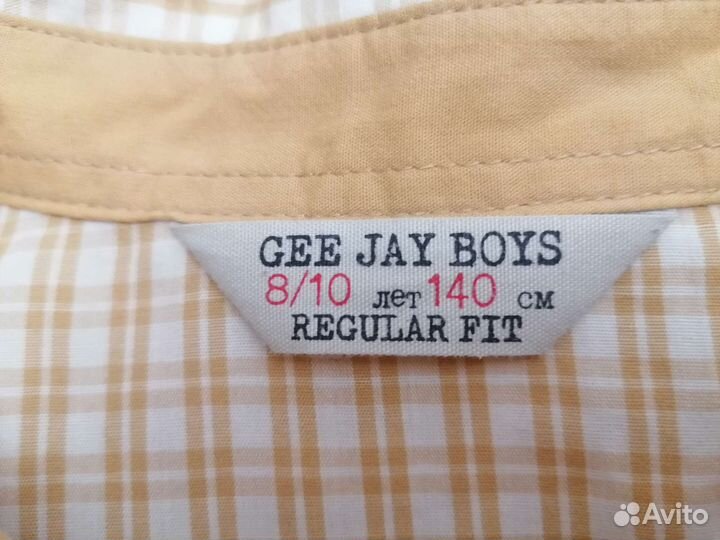 GEE JAY BOYS
8/10 лет 140 см
REGULAR FIT
Avito